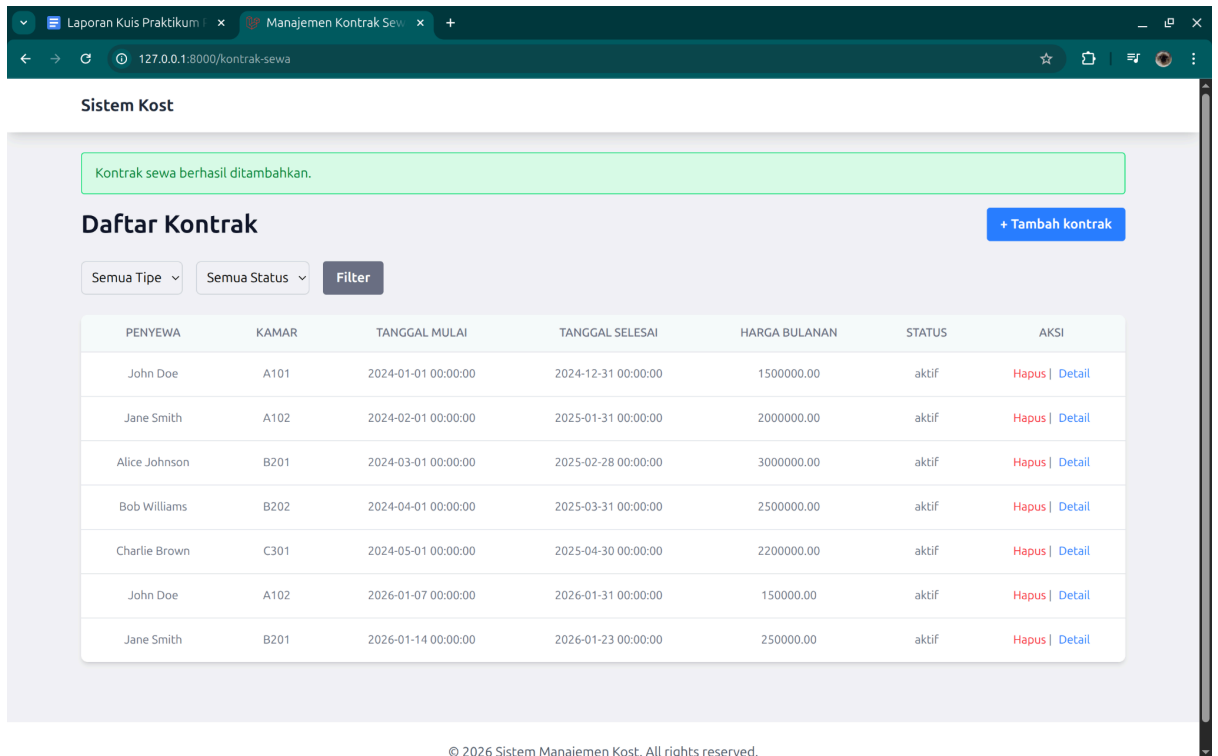 Laporan Kuis Praktikum
Manajemen Kontrak Sew
127.0.0.1:8000/kontrak-sewa
Sistem Kost
Kontrak sewa berhasil ditambahkan.
Daftar Kontrak
+ Tambah kontrak
Semua Tipe Semua Status Filter
PENYEWA KAMAR TANGGAL MULAI TANGGAL SELESAI HARGA BULANAN STATUS AKSI
John Doe A101 2024-01-01 00:00:00 2024-12-31 00:00:00 1500000.00 aktif Hapus | Detail
Jane Smith A102 2024-02-01 00:00:00 2025-01-31 00:00:00 2000000.00 aktif Hapus | Detail
Alice Johnson B201 2024-03-01 00:00:00 2025-02-28 00:00:00 3000000.00 aktif Hapus | Detail
Bob Williams B202 2024-04-01 00:00:00 2025-03-31 00:00:00 2500000.00 aktif Hapus | Detail
Charlie Brown C301 2024-05-01 00:00:00 2025-04-30 00:00:00 2200000.00 aktif Hapus | Detail
John Doe A102 2026-01-07 00:00:00 2026-01-31 00:00:00 150000.00 aktif Hapus | Detail
Jane Smith B201 2026-01-14 00:00:00 2026-01-23 00:00:00 250000.00 aktif Hapus | Detail
© 2026 Sistem Manajemen Kost. All rights reserved.